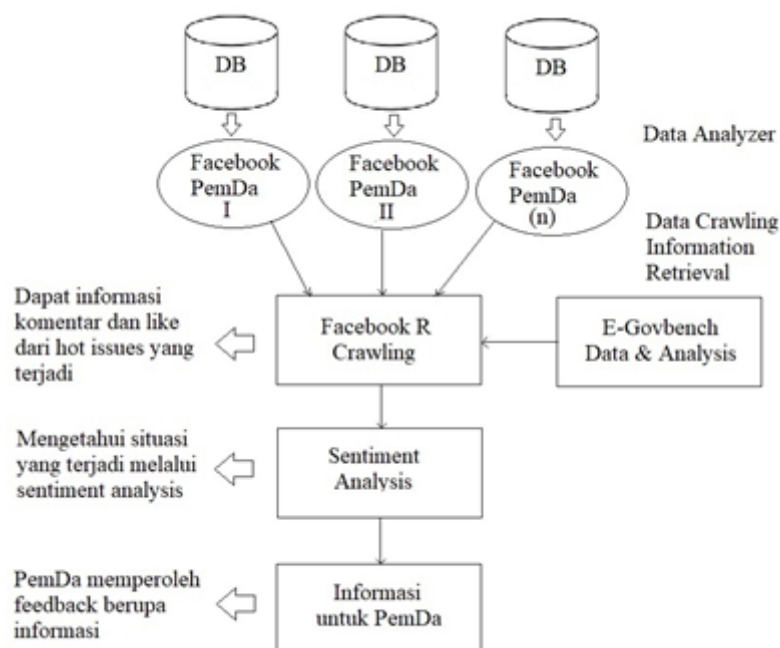 DB
DB
DB
Facebook
PemDa
I
Facebook
PemDa
II
Facebook
PemDa
(n)
Data Analyzer
Data Crawling
Information
Retrieval
Dapat informasi
komentar dan like
dari hot issues yang
terjadi
Facebook R
Crawling
E-Govbench
Data & Analysis
Mengetahui situasi
yang terjadi melalui
sentiment analysis
Sentiment
Analysis
PemDa memperoleh
feedback berupa
informasi
Informasi
untuk PemDa